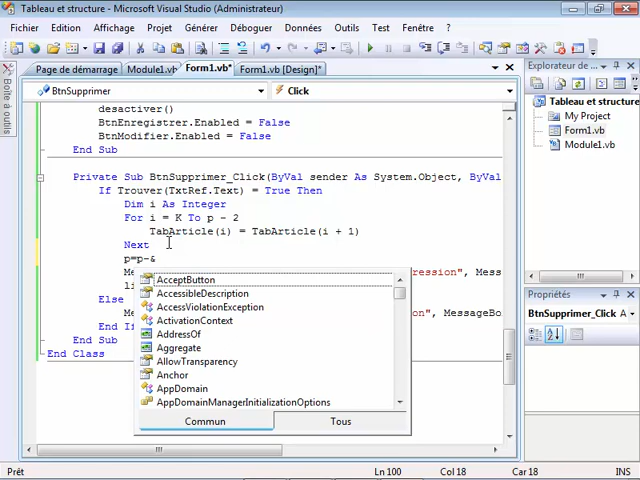 Tableau et structure - Microsoft Visual Studio (Administrateur)
Fichier Edition Affichage Projet Générer Déboguer Données Outils Test Fenêtre ?
Page de démarrage Module1.vb* Form1.vb* Form1.vb [Design]*
BtnSupprimer Click
desactiver()
BtnEnregistrer.Enabled = False
BtnModifier.Enabled = False
End Sub
Private Sub BtnSupprimer_Click(ByVal sender As System.Object, ByVal
If Trouver(TxtRef.Text) = True Then
Dim i As Integer
For i = K To p - 2
TabArticle(i) = TabArticle(i + 1)
Next
p=p-&
Me ression", Mess
li
Else
Me on", MessageBo
End If
End Sub
End Class
AcceptButton
AccessibleDescription
AccessViolationException
ActivationContext
AddressOf
Aggregate
AllowTransparency
Anchor
AppDomain
AppDomainManagerInitializationOptions
Commun Tous
Boîte à outils
Explorateur de
Tableau et structure
My Project
Form1.vb
Module1.vb
Propriétés
BtnSupprimer_Click A
Prêt Ln 100 Col 18 Car 18 INS